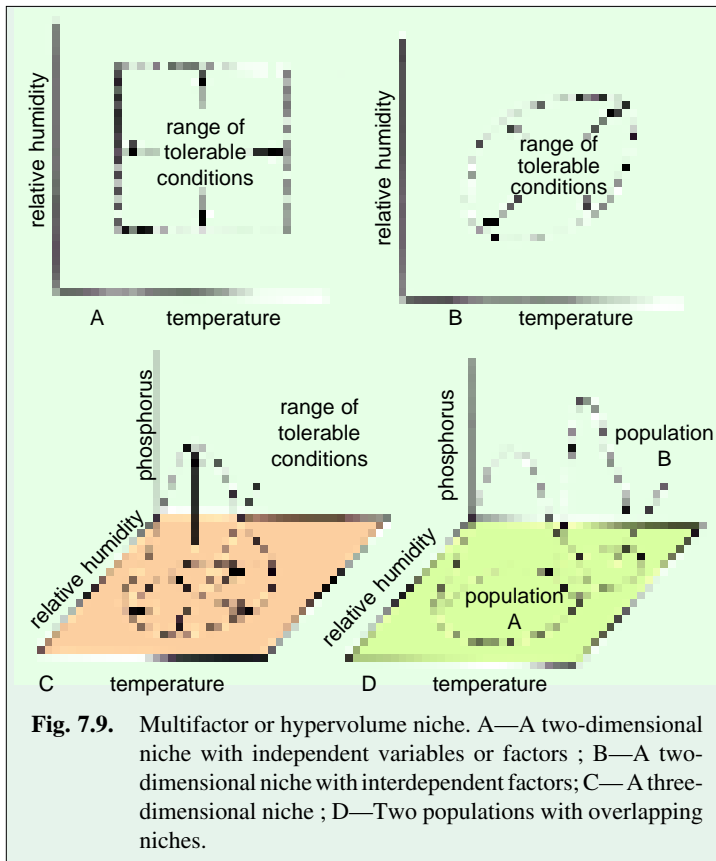 relative humidity
range of
tolerable
conditions
A
temperature
relative humidity
range of
tolerable
conditions
B
temperature
phosphorus
range of
tolerable
conditions
relative humidity
C
temperature
phosphorus
population
B
relative humidity
population
A
D
temperature
Fig. 7.9. Multifactor or hypervolume niche. A—A two-dimensional
niche with independent variables or factors ; B—A two-
dimensional niche with interdependent factors; C— A three-
dimensional niche ; D—Two populations with overlapping
niches.